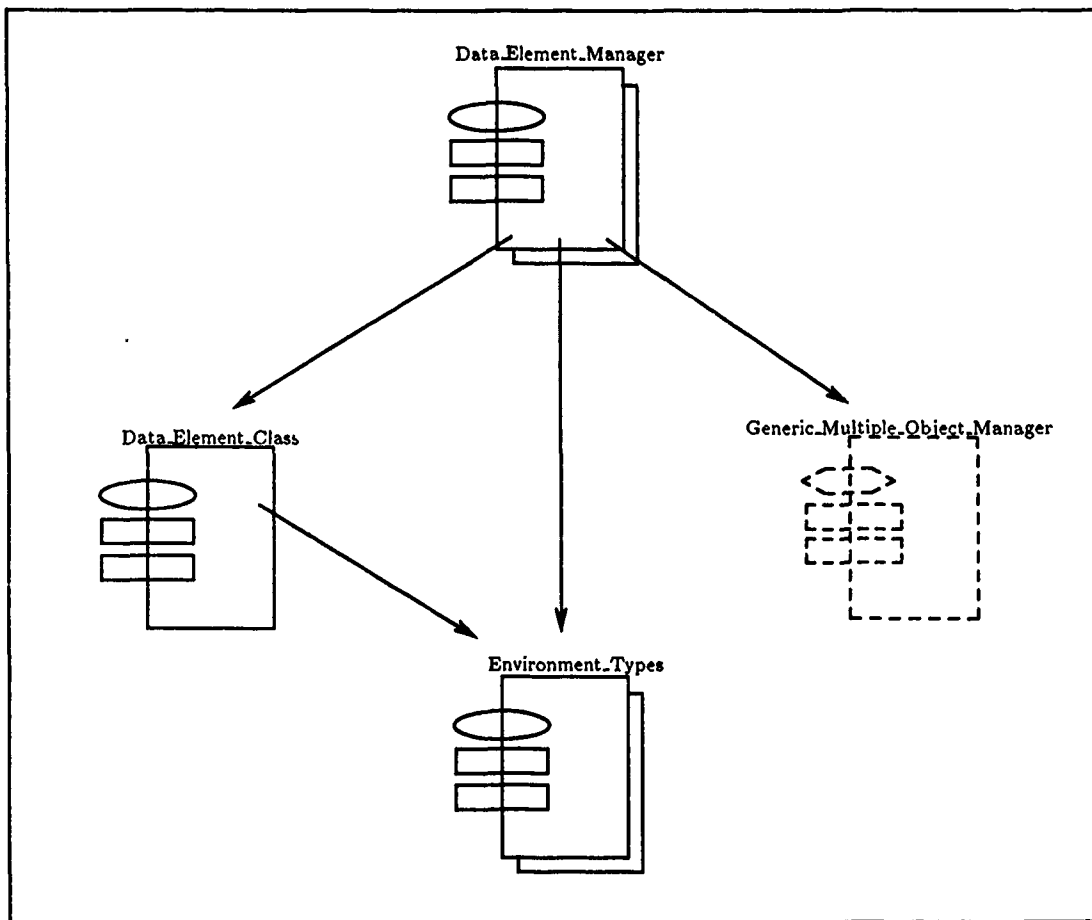 Data_Element_Manager
Data_Element_Class
Generic_Multiple_Object_Manager
Environment_Types